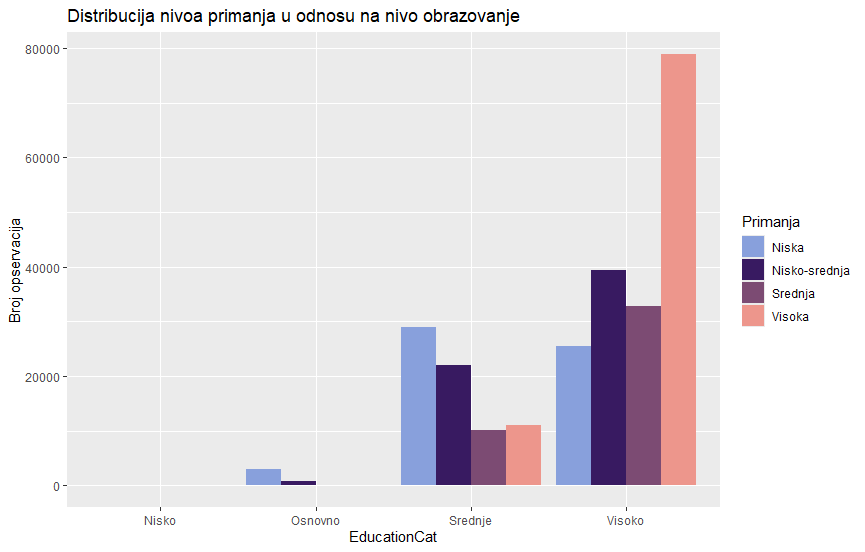 Distribucija nivoa primanja u odnosu na nivo obrazovanje
Broj opservacija
80000
60000
40000
20000
0
Nisko
Osnovno
Srednje
Visoko
EducationCat
Primanja
Niska
Nisko-srednja
Srednja
Visoka